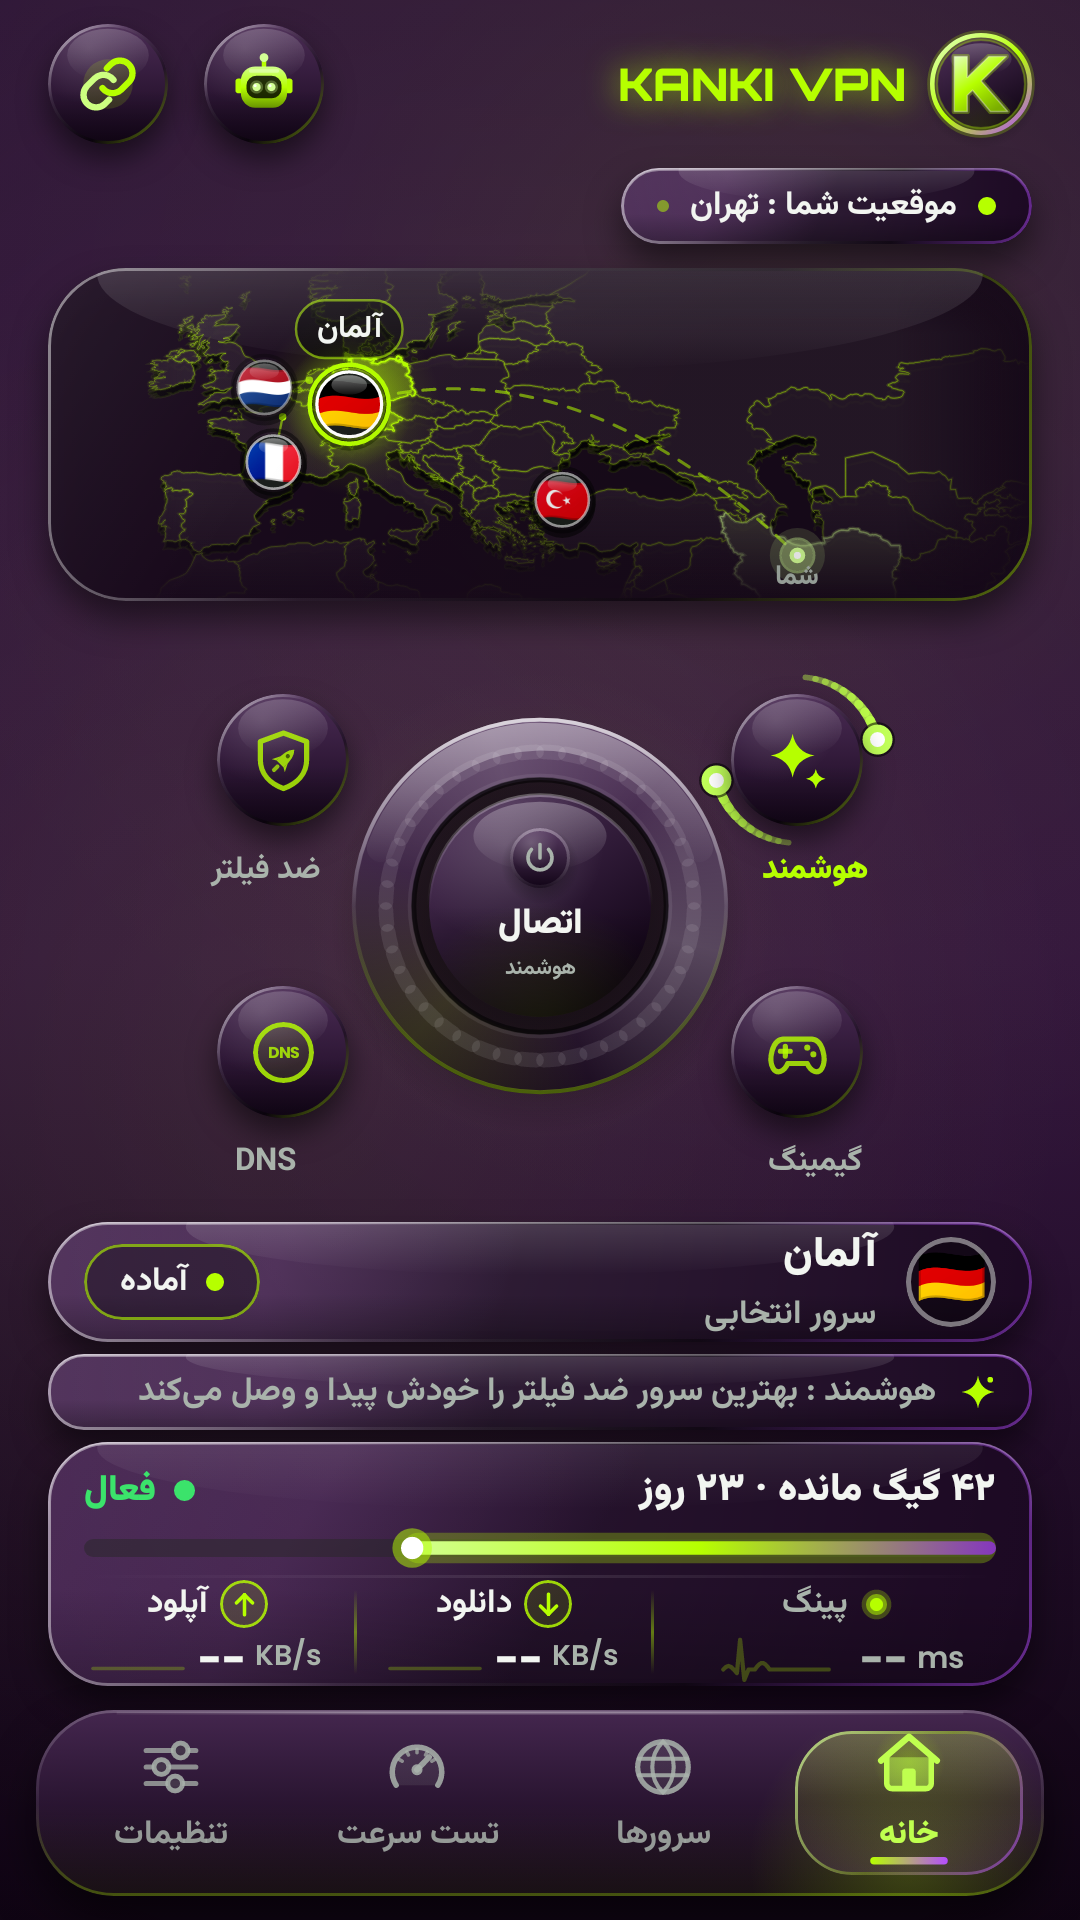 KANKI VPN
موقعیت شما : تهران
آلمان
شما
هوشمند
ضد فیلتر
اتصال
هوشمند
گیمینگ
DNS
DNS
آلمان
سرور انتخابی
آماده
هوشمند : بهترین سرور ضد فیلتر را خودش پیدا و وصل می‌کند
۴۲ گیگ مانده · ۲۳ روز
فعال
پینگ
-- ms
دانلود
-- KB/s
آپلود
-- KB/s
خانه
سرورها
تست سرعت
تنظیمات